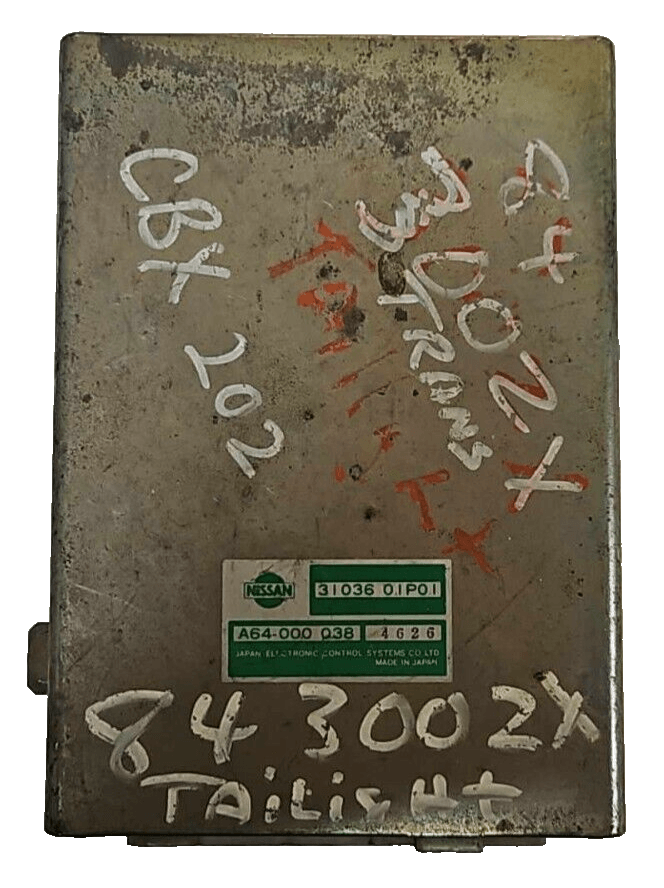 84
300ZX
TRANS
CBX 202
NISSAN
31036 01P01
A64-000 038 4626
JAPAN ELECTRONIC CONTROL SYSTEMS CO LTD
MADE IN JAPAN
84 300ZX
TAiLigHt